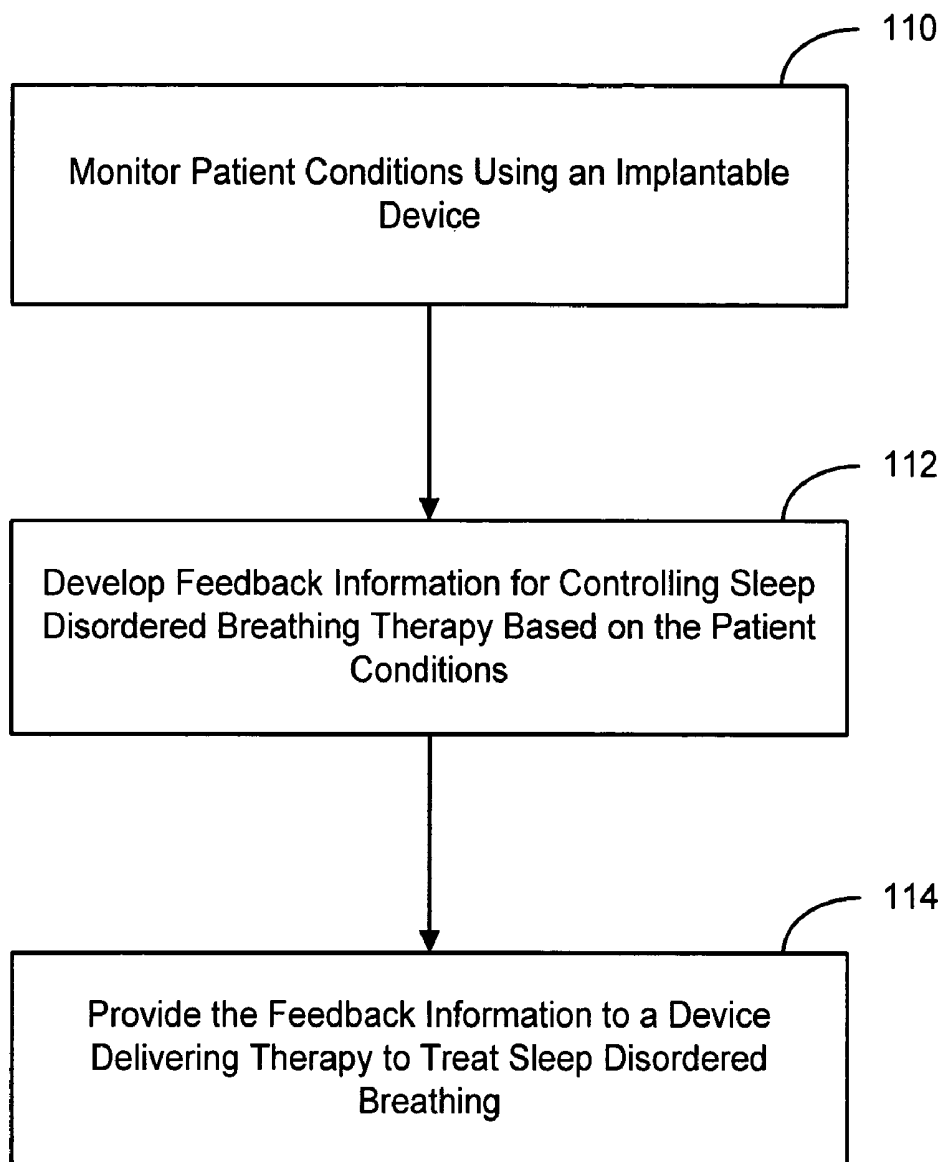 110
Monitor Patient Conditions Using an Implantable
Device
112
Develop Feedback Information for Controlling Sleep
Disordered Breathing Therapy Based on the Patient
Conditions
114
Provide the Feedback Information to a Device
Delivering Therapy to Treat Sleep Disordered
Breathing